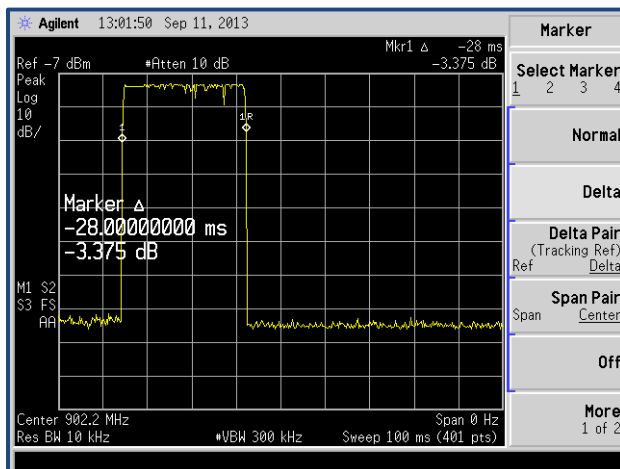 Agilent 13:01:50 Sep 11, 2013
Mkr1 Δ -28 ms
Ref -7 dBm #Atten 10 dB -3.375 dB
Peak
Log
10
dB/
1R
Marker Δ
-28.00000000 ms
-3.375 dB
M1 S2
S3 FS
AA
Center 902.2 MHz Span 0 Hz
Res BW 10 kHz #VBW 300 kHz Sweep 100 ms (401 pts)
Marker
Select Marker
1 2 3 4
Normal
Delta
Delta Pair
(Tracking Ref)
Ref Delta
Span Pair
Span Center
Off
More
1 of 2